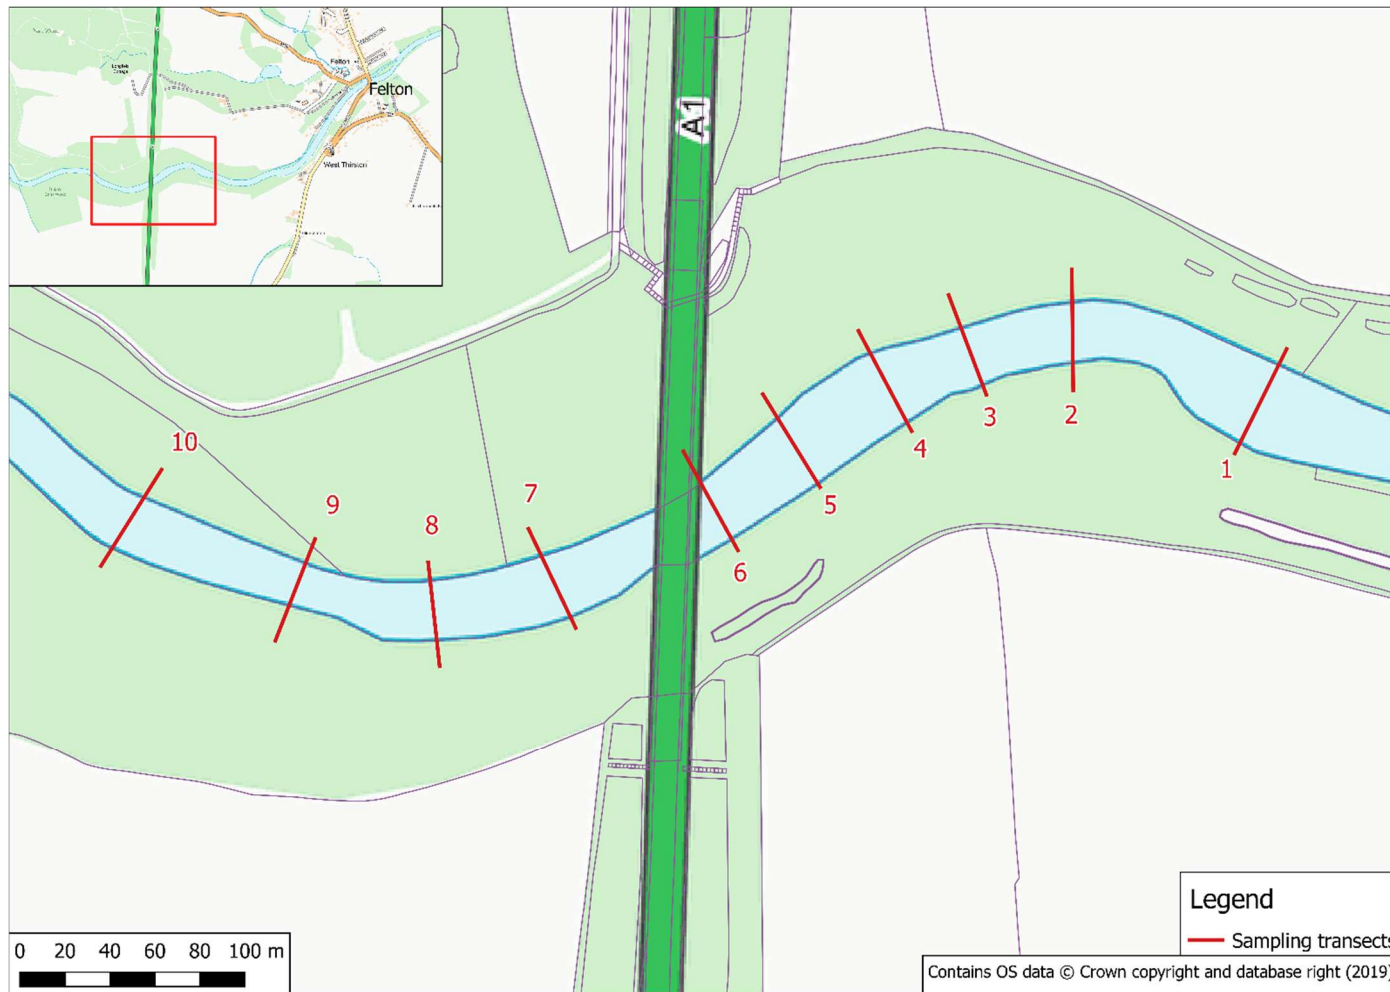 Felton
Felton
West Thirston
A1
10
9
8
7
6
5
4
3
2
1
0 20 40 60 80 100 m
Legend
Sampling transects
Contains OS data © Crown copyright and database right (2019)